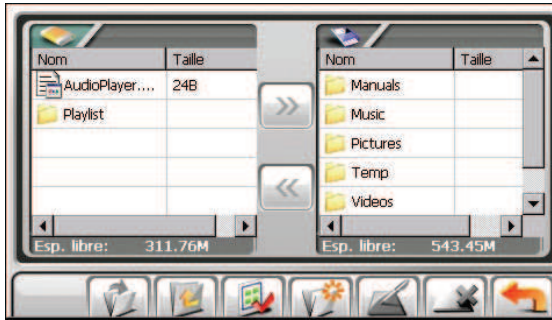 Nom Taille
AudioPlayer.... 24B
Playlist
Esp. libre: 311.76M
Nom Taille
Manuals
Music
Pictures
Temp
Videos
Esp. libre: 543.45M